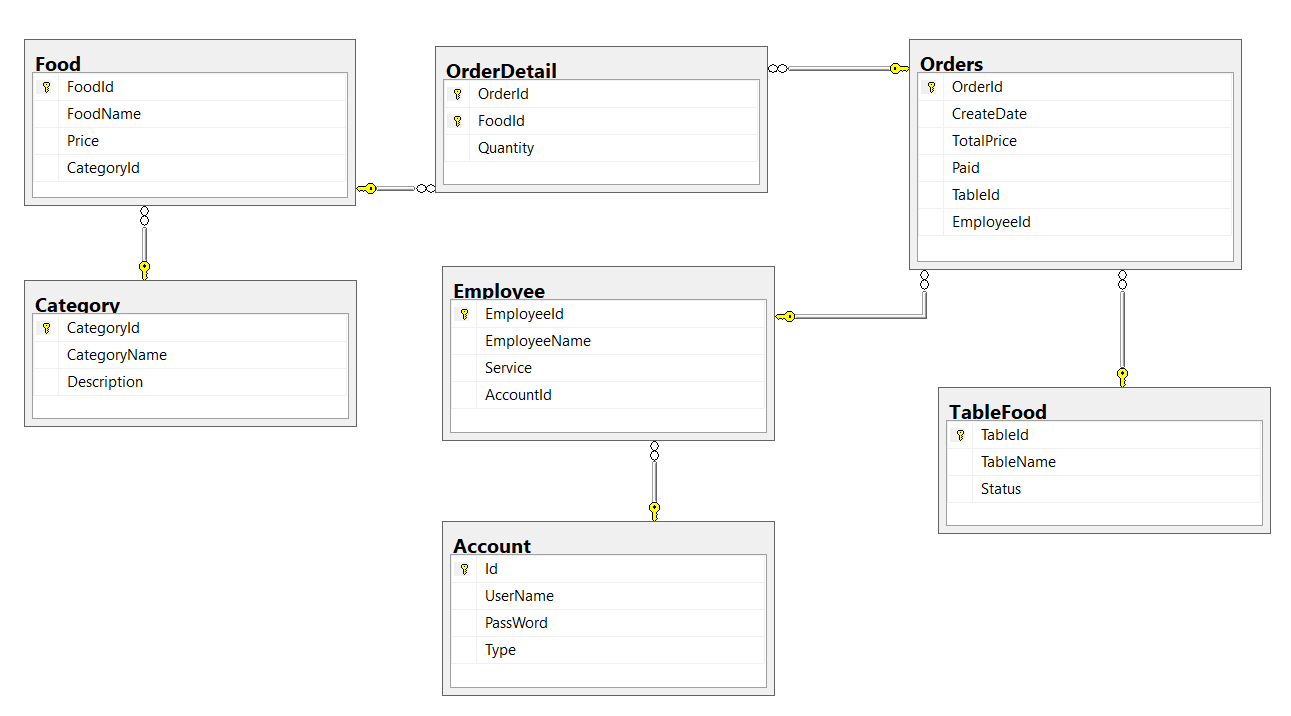 Food
FoodId
FoodName
Price
CategoryId
OrderDetail
OrderId
FoodId
Quantity
Orders
OrderId
CreateDate
TotalPrice
Paid
TableId
EmployeeId
Category
CategoryId
CategoryName
Description
Employee
EmployeeId
EmployeeName
Service
AccountId
TableFood
TableId
TableName
Status
Account
Id
UserName
PassWord
Type